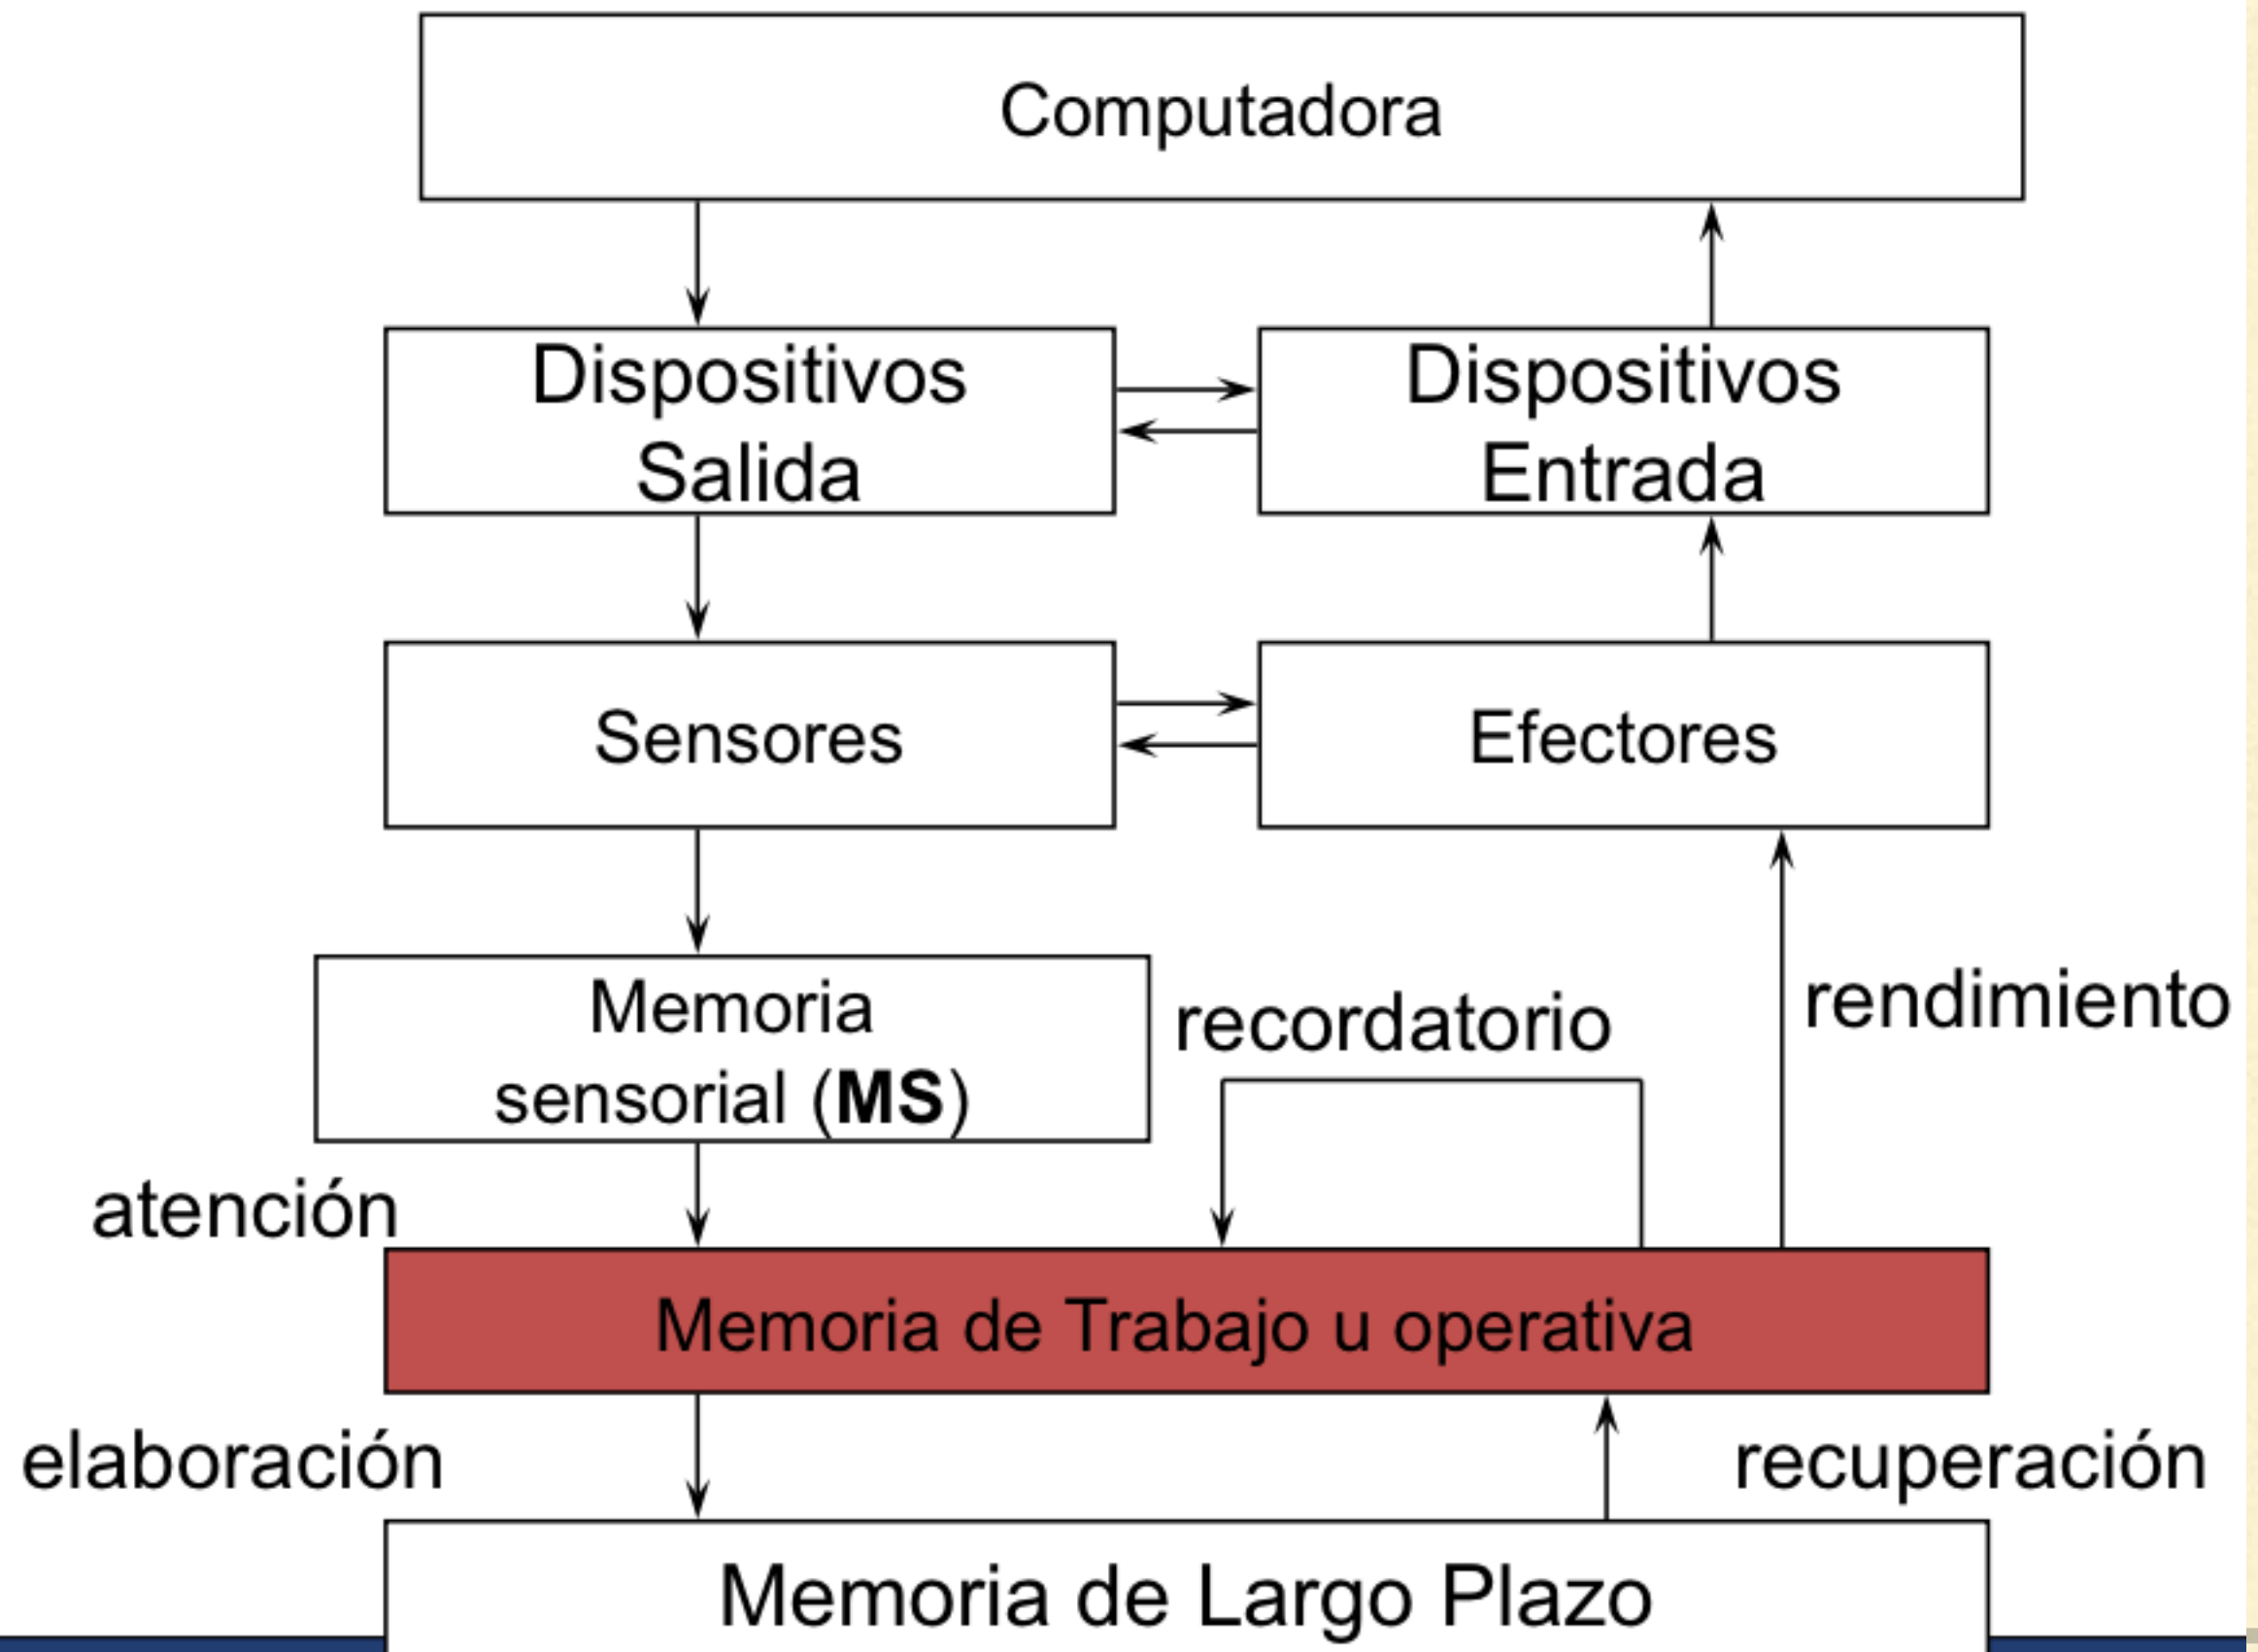 Computadora
Dispositivos
Salida
Dispositivos
Entrada
Sensores
Efectores
Memoria
sensorial (MS)
recordatorio
rendimiento
atención
Memoria de Trabajo u operativa
elaboración
recuperación
Memoria de Largo Plazo